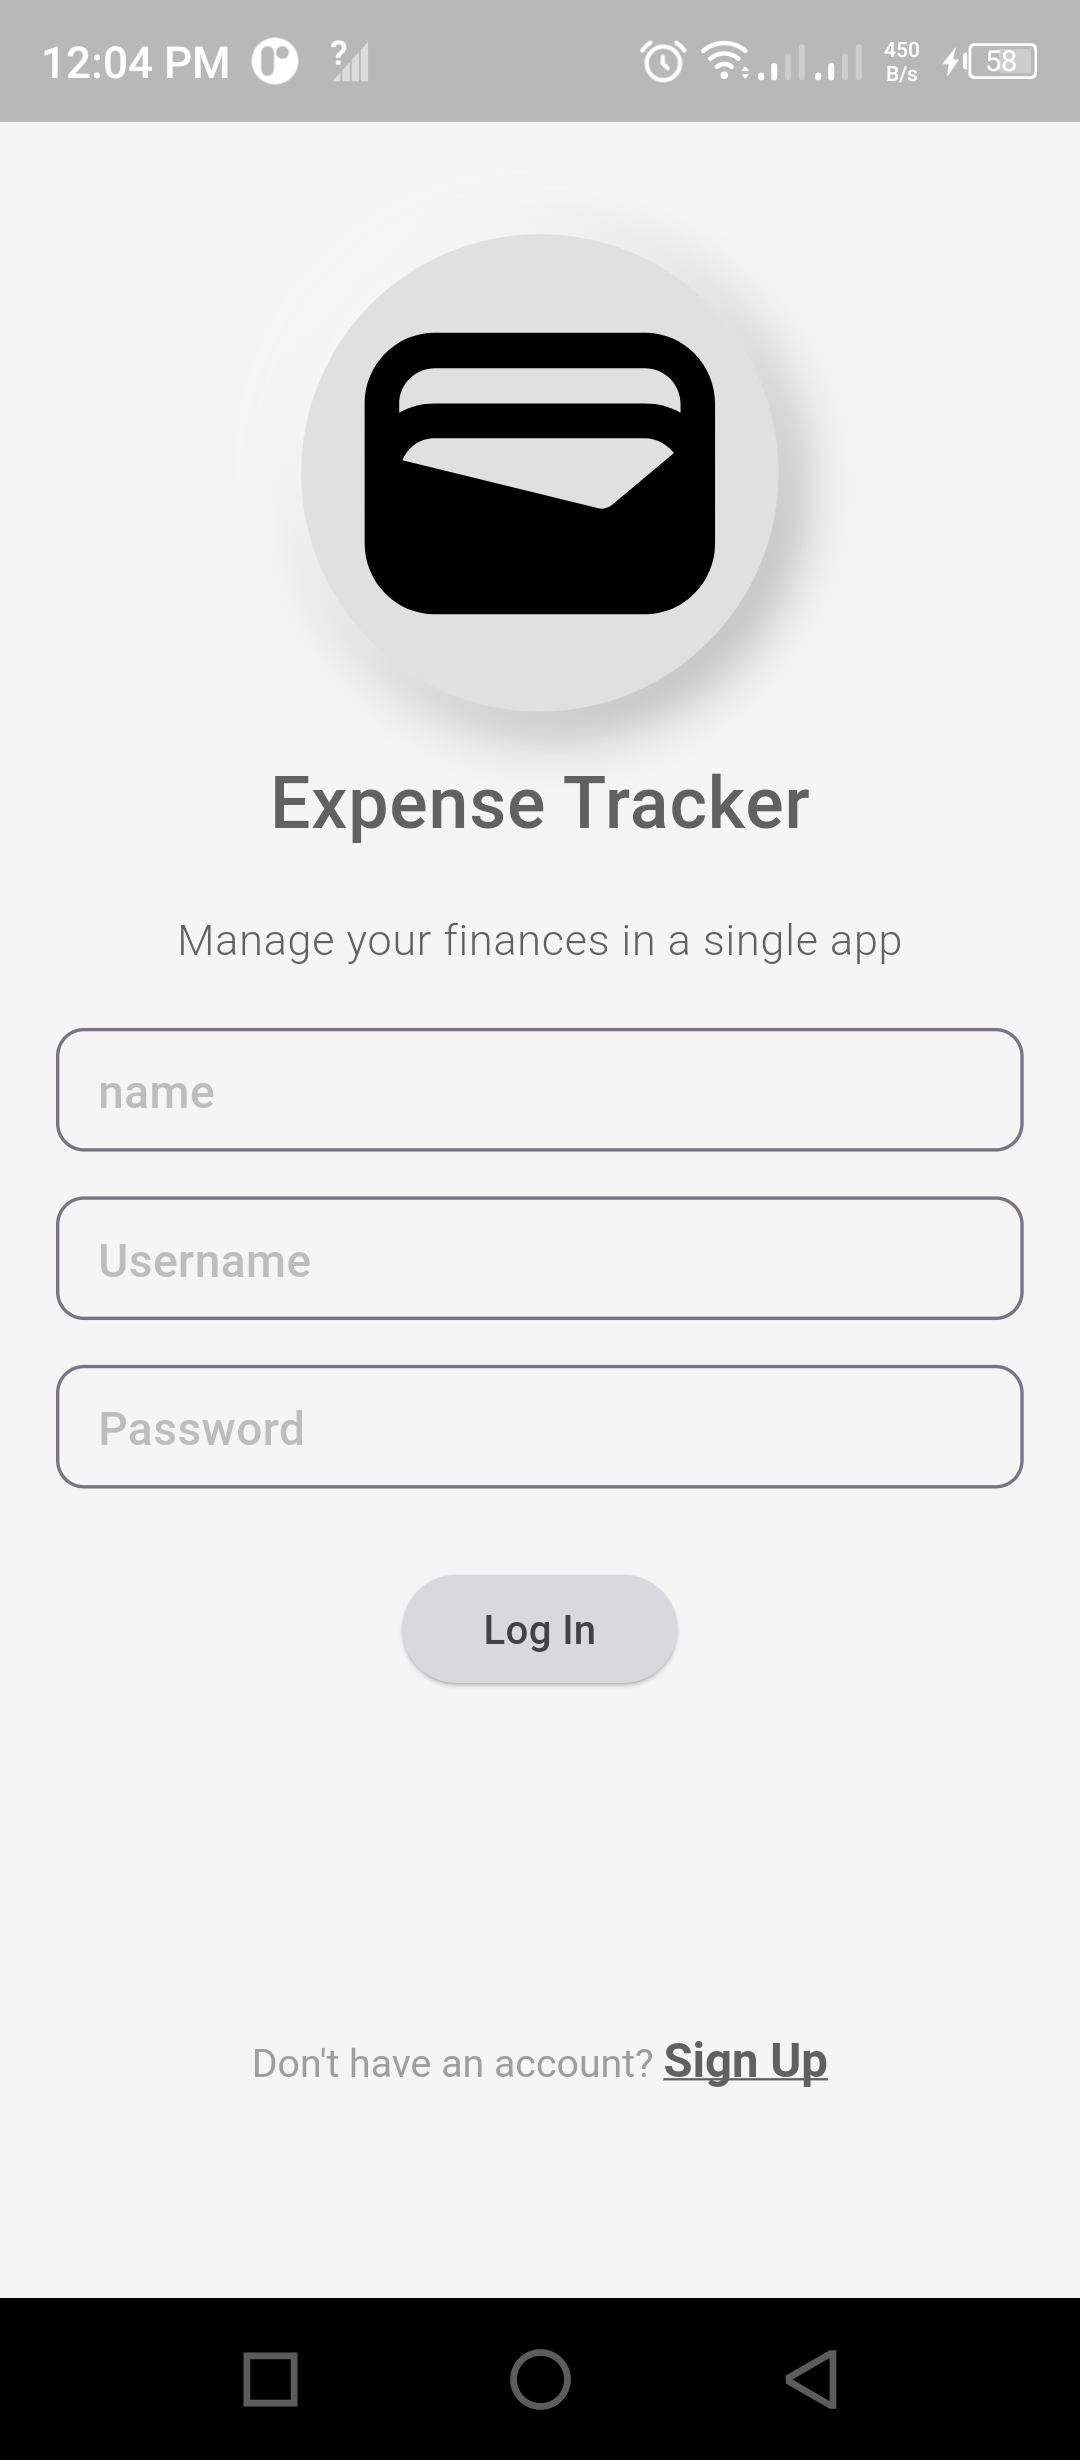 12:04 PM ? 450 B/s 58
Expense Tracker
Manage your finances in a single app
name
Username
Password
Log In
Don't have an account? Sign Up